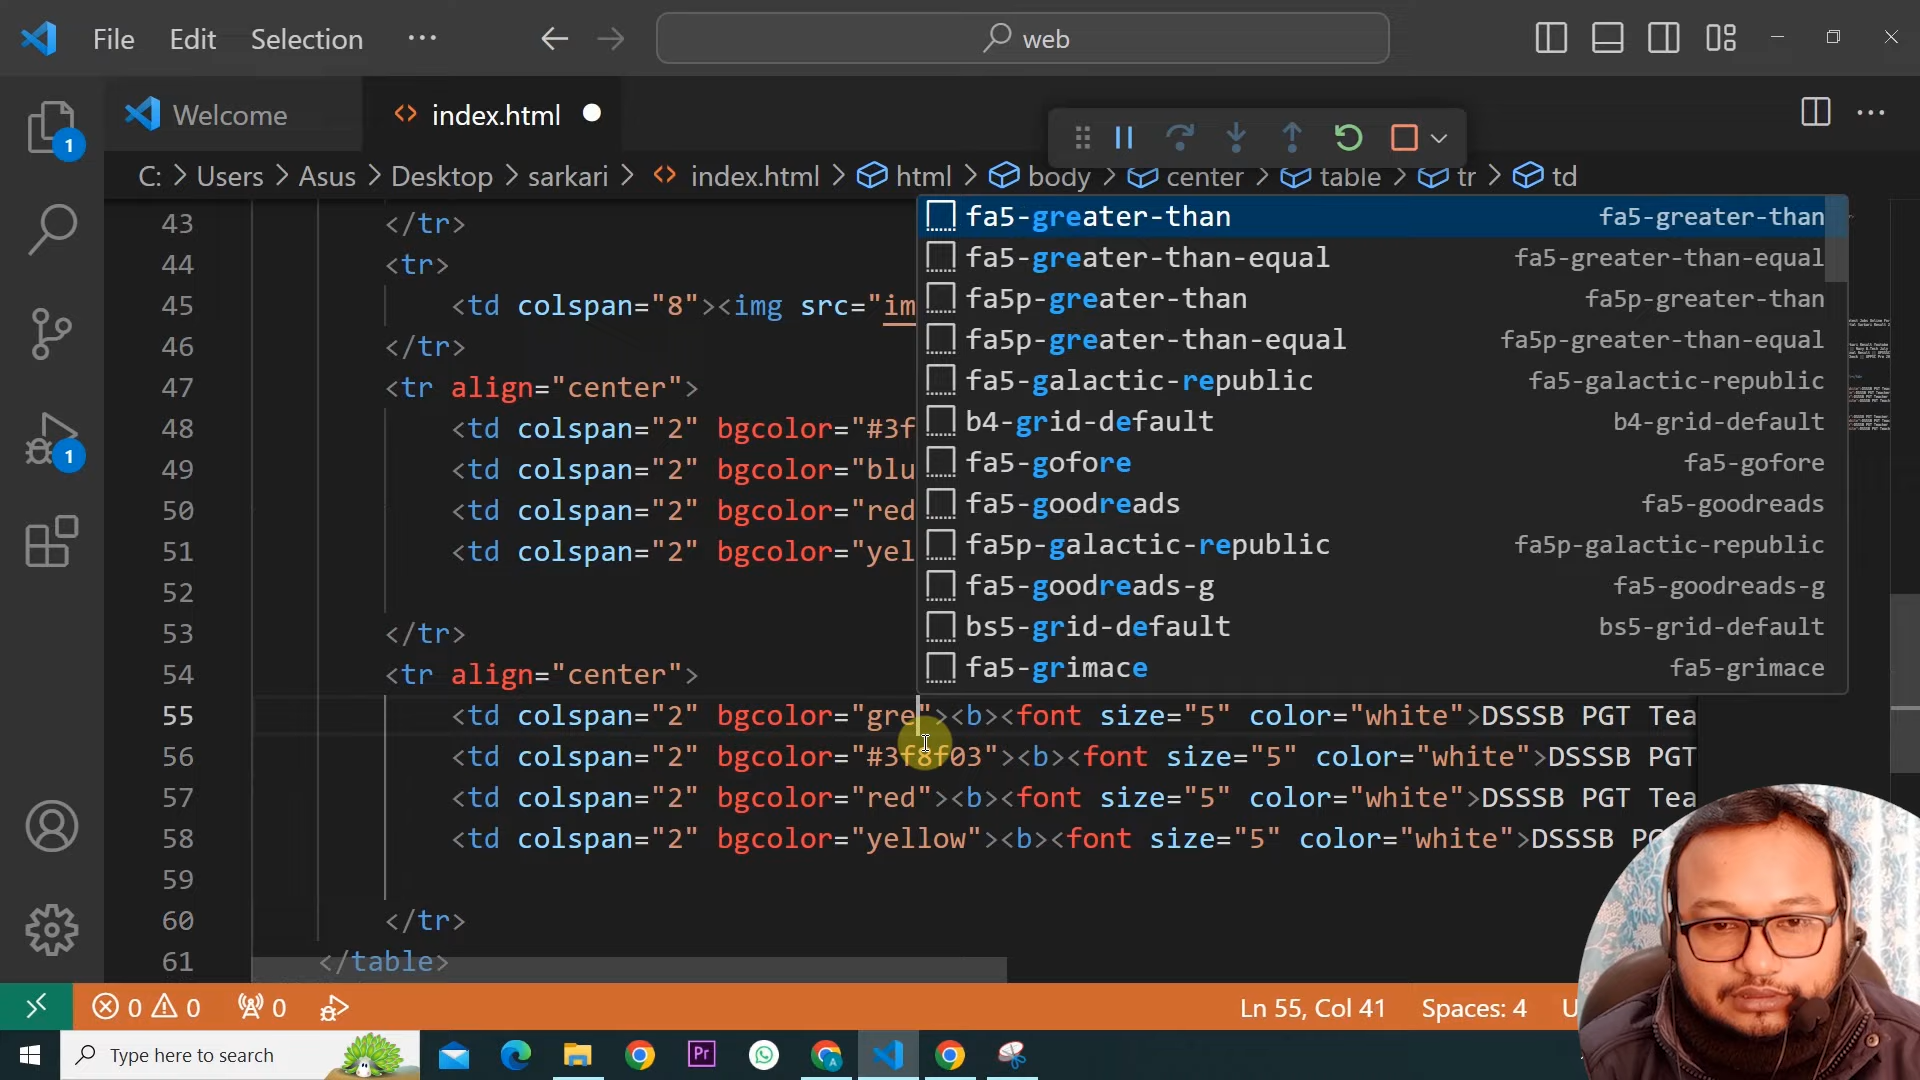 File Edit Selection ··· web
Welcome index.html
C: > Users > Asus > Desktop > sarkari > index.html > html > body > center > table > tr > td
43 </tr>
44 <tr>
45 <td colspan="8"><img src="im
46 </tr>
47 <tr align="center">
48 <td colspan="2" bgcolor="#3f
49 <td colspan="2" bgcolor="blu
50 <td colspan="2" bgcolor="red
51 <td colspan="2" bgcolor="yel
52
53 </tr>
54 <tr align="center">
55 <td colspan="2" bgcolor="gre"><b><font size="5" color="white">DSSSB PGT Tea
56 <td colspan="2" bgcolor="#3f8f03"><b><font size="5" color="white">DSSSB PGT
57 <td colspan="2" bgcolor="red"><b><font size="5" color="white">DSSSB PGT Tea
58 <td colspan="2" bgcolor="yellow"><b><font size="5" color="white">DSSSB PG
59
60 </tr>
61 </table>
fa5-greater-than fa5-greater-than
fa5-greater-than-equal fa5-greater-than-equal
fa5p-greater-than fa5p-greater-than
fa5p-greater-than-equal fa5p-greater-than-equal
fa5-galactic-republic fa5-galactic-republic
b4-grid-default b4-grid-default
fa5-gofore fa5-gofore
fa5-goodreads fa5-goodreads
fa5p-galactic-republic fa5p-galactic-republic
fa5-goodreads-g fa5-goodreads-g
bs5-grid-default bs5-grid-default
fa5-grimace fa5-grimace
1
1
0 0 0 Ln 55, Col 41 Spaces: 4 U
Type here to search Pr A